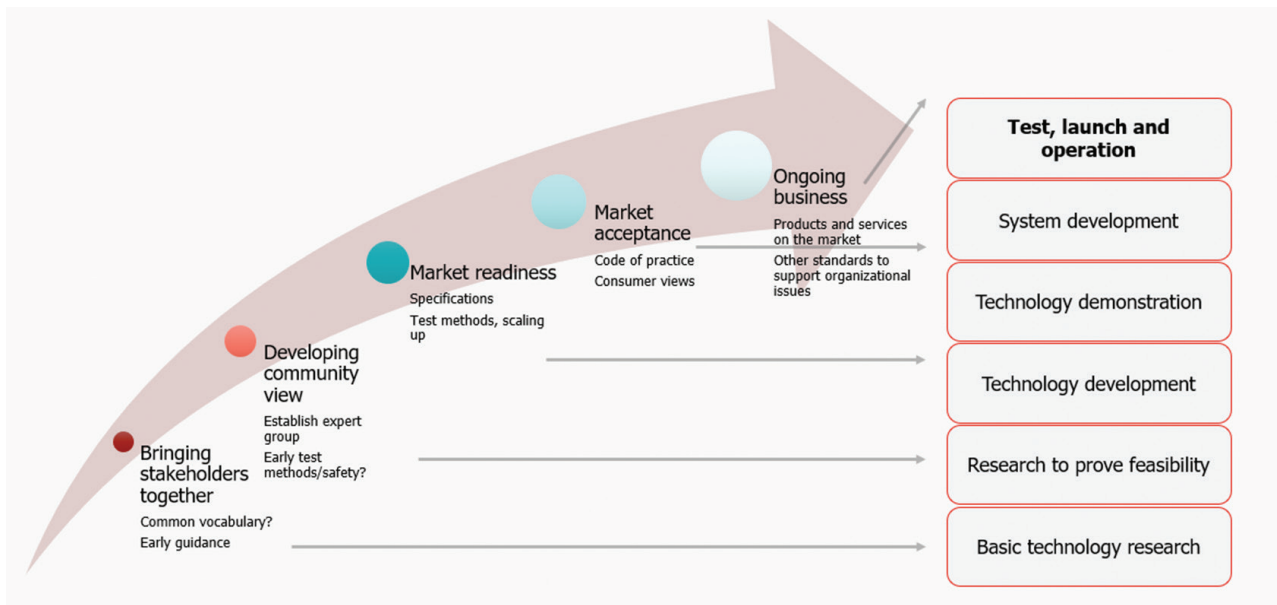 Bringing
stakeholders
together
Common vocabulary?
Early guidance
Developing
community
view
Establish expert
group
Early test
methods/safety?
Market readiness
Specifications
Test methods, scaling
up
Market
acceptance
Code of practice
Consumer views
Ongoing
business
Products and services
on the market
Other standards to
support organizational
issues
Test, launch and
operation
System development
Technology demonstration
Technology development
Research to prove feasibility
Basic technology research